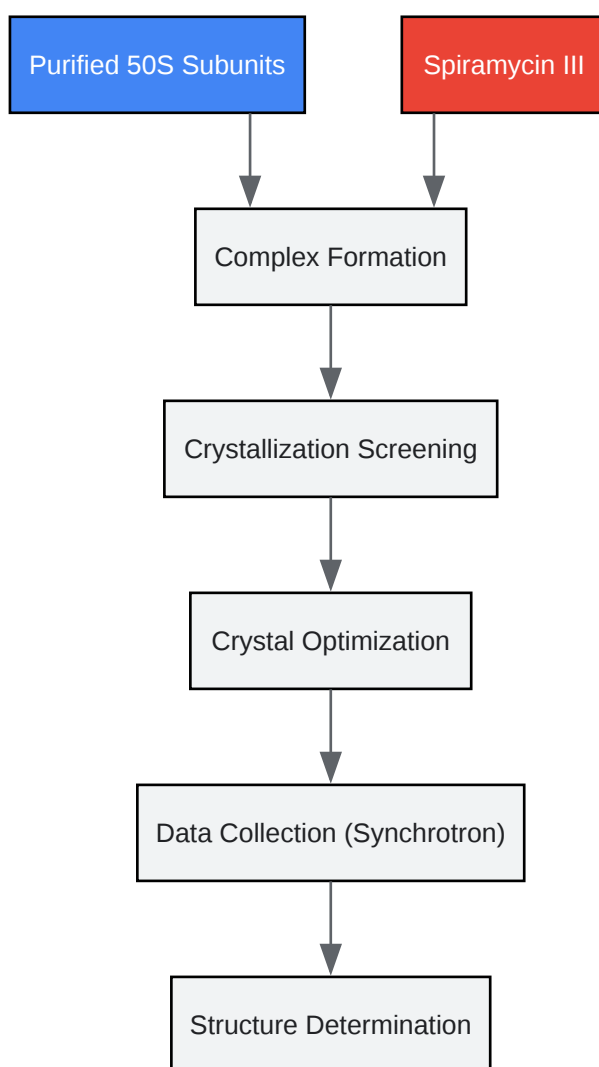 Purified 50S Subunits
Spiramycin III
Complex Formation
Crystallization Screening
Crystal Optimization
Data Collection (Synchrotron)
Structure Determination